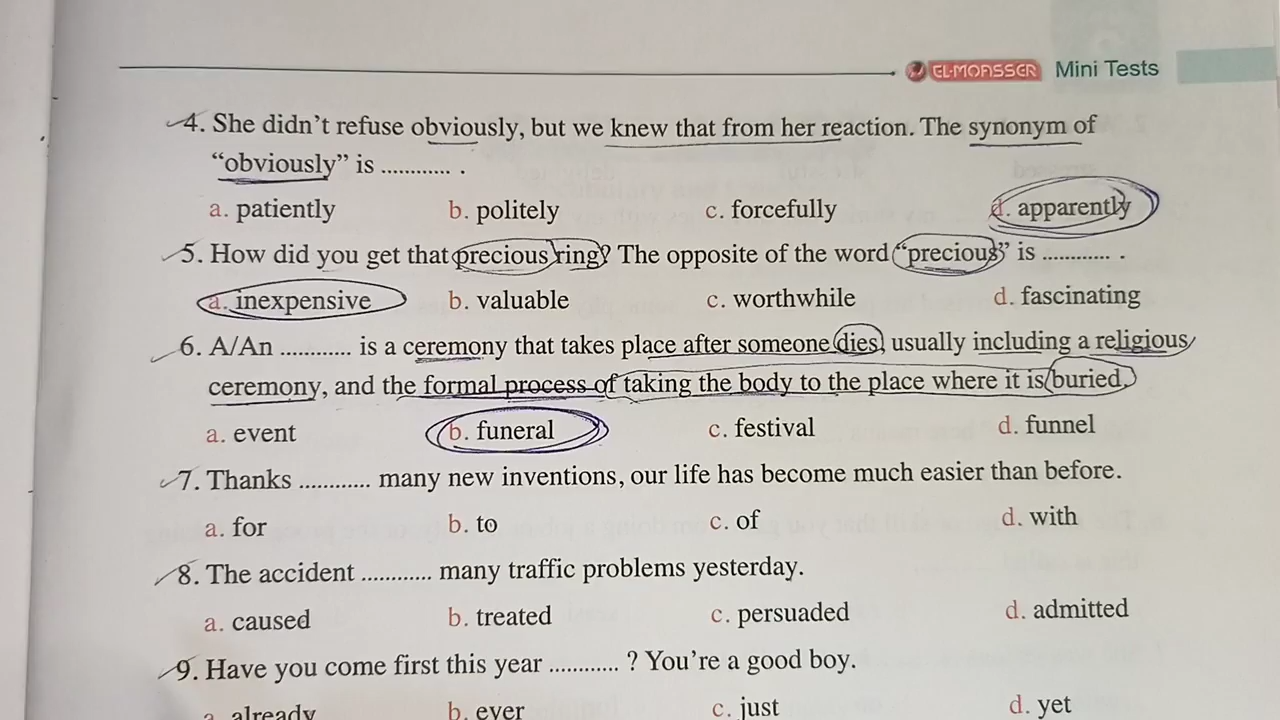 EL-MOASSER Mini Tests
4. She didn't refuse obviously, but we knew that from her reaction. The synonym of
“obviously” is ............ .
a. patiently b. politely c. forcefully d. apparently
5. How did you get that precious ring? The opposite of the word “precious” is ............ .
a. inexpensive b. valuable c. worthwhile d. fascinating
6. A/An ............ is a ceremony that takes place after someone dies, usually including a religious
ceremony, and the formal process of taking the body to the place where it is buried.
a. event b. funeral c. festival d. funnel
7. Thanks ............ many new inventions, our life has become much easier than before.
a. for b. to c. of d. with
8. The accident ............ many traffic problems yesterday.
a. caused b. treated c. persuaded d. admitted
9. Have you come first this year ............ ? You're a good boy.
a. already b. ever c. just d. yet